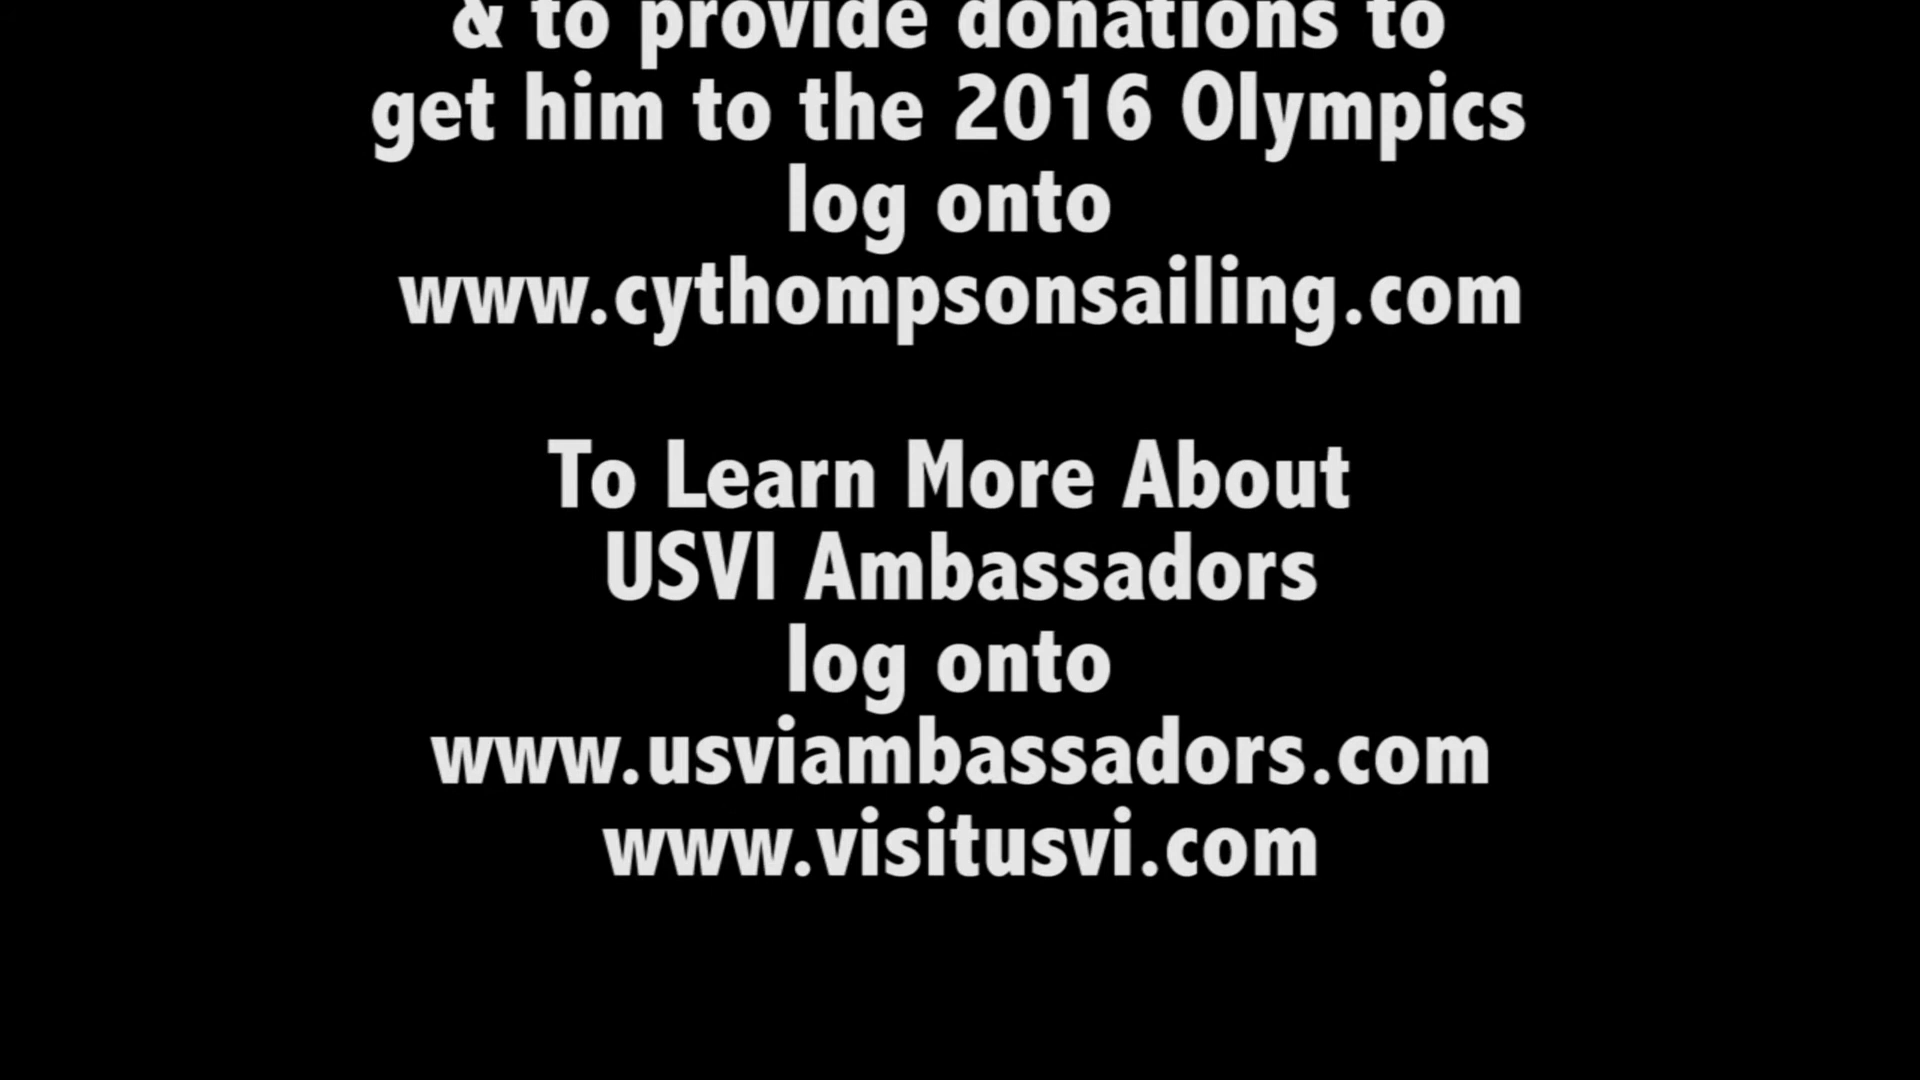 & to provide donations to
get him to the 2016 Olympics
log onto
www.cythompsonsailing.com
To Learn More About
USVI Ambassadors
log onto
www.usviambassadors.com
www.visitusvi.com